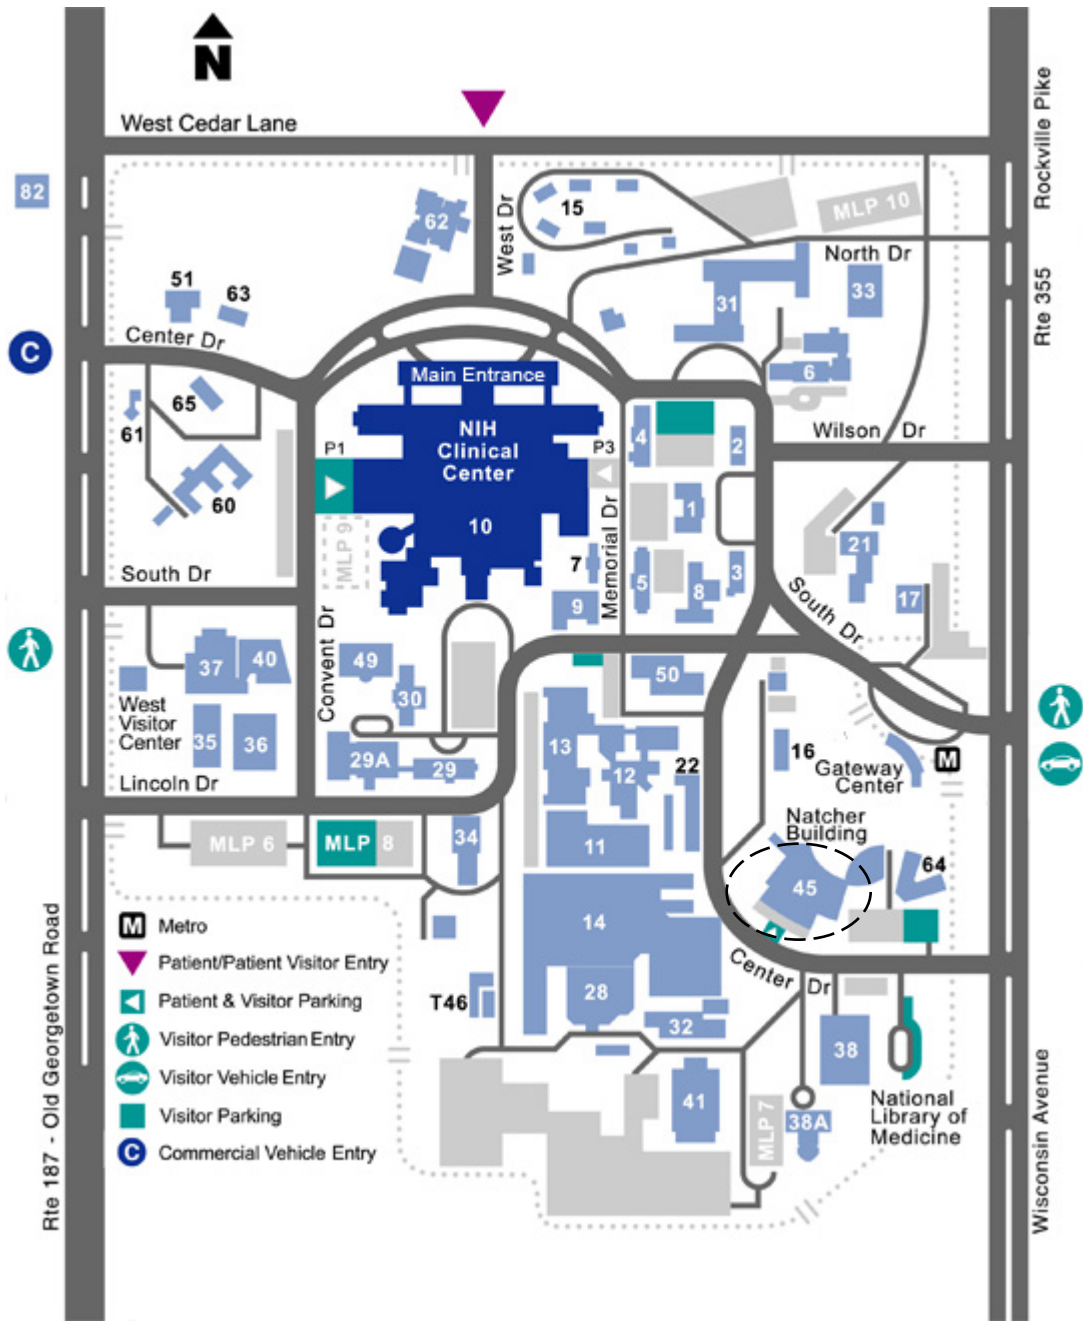 N
West Cedar Lane
Rockville Pike
82
62
West Dr
15
MLP 10
North Dr
51
63
31
33
Rte 355
C
Center Dr
6
Main Entrance
65
61
NIH
Clinical
Center
10
P1
P3
4
2
Wilson Dr
60
MLP 9
Memorial Dr
1
21
7
5
8
3
South Dr
9
17
South Dr
37
40
Convent Dr
49
30
50
West
Visitor
Center
35
36
29A
29
13
12
22
16
Gateway
Center
M
Lincoln Dr
Natcher
Building
MLP 6
MLP 8
34
11
45
64
14
Center Dr
T46
28
32
38
41
MLP 7
38A
National
Library of
Medicine
Rte 187 - Old Georgetown Road
Wisconsin Avenue
M Metro
Patient/Patient Visitor Entry
Patient & Visitor Parking
Visitor Pedestrian Entry
Visitor Vehicle Entry
Visitor Parking
C Commercial Vehicle Entry